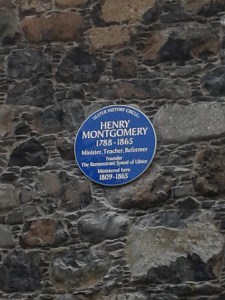 ULSTER HISTORY CIRCLE
HENRY
MONTGOMERY
1788-1865
Minister, Teacher, Reformer
Founder
The Remonstrant Synod of Ulster
Ministered here
1809-1865